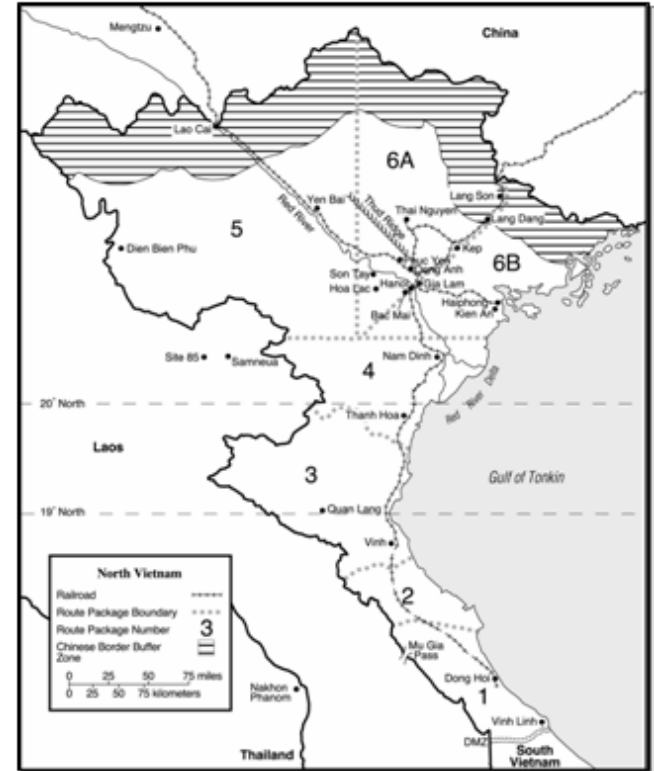 Mengtzu
China
Lao Cai
6A
Lang Son
Yen Bai
Thud Ridge
Thai Nguyen
Lang Dang
Red River
5
Dien Bien Phu
Kep
Phuc Yen
6B
Dong Anh
Son Tay
Hanoi
Gia Lam
Hoa Lac
Haiphong
Kien An
Bac Mai
Site 85
Samneua
4
Nam Dinh
Red River Delta
20° North
Thanh Hoa
Laos
3
Gulf of Tonkin
19° North
Quan Lang
Vinh
North Vietnam
Railroad
Route Package Boundary
Route Package Number 3
Chinese Border Buffer
Zone
0 25 50 75 miles
0 25 50 75 kilometers
2
Mu Gia
Pass
Dong Hoi
1
Nakhon
Phanom
Vinh Linh
DMZ
Thailand
South
Vietnam